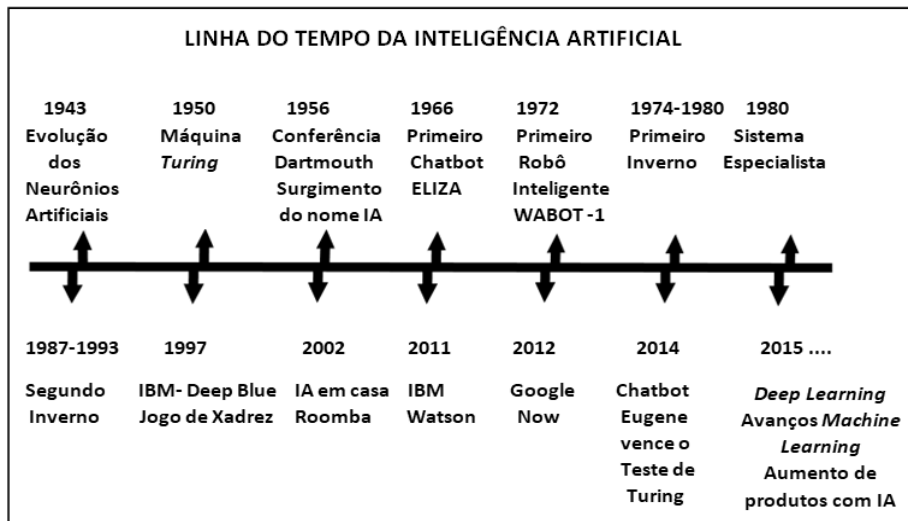 LINHA DO TEMPO DA INTELIGÊNCIA ARTIFICIAL
1943
Evolução
dos
Neurônios
Artificiais
1950
Máquina
Turing
1956
Conferência
Dartmouth
Surgimento
do nome IA
1966
Primeiro
Chatbot
ELIZA
1972
Primeiro
Robô
Inteligente
WABOT -1
1974-1980
Primeiro
Inverno
1980
Sistema
Especialista
1987-1993
Segundo
Inverno
1997
IBM- Deep Blue
Jogo de Xadrez
2002
IA em casa
Roomba
2011
IBM
Watson
2012
Google
Now
2014
Chatbot
Eugene
vence o
Teste de
Turing
2015 ....
Deep Learning
Avanços Machine
Learning
Aumento de
produtos com IA